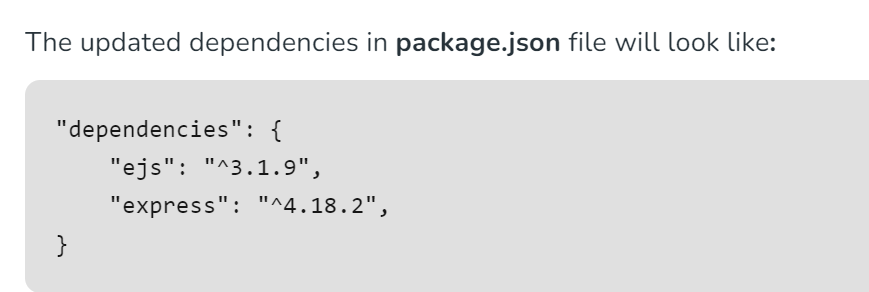 The updated dependencies in package.json file will look like:
"dependencies": {
    "ejs": "^3.1.9",
    "express": "^4.18.2",
}